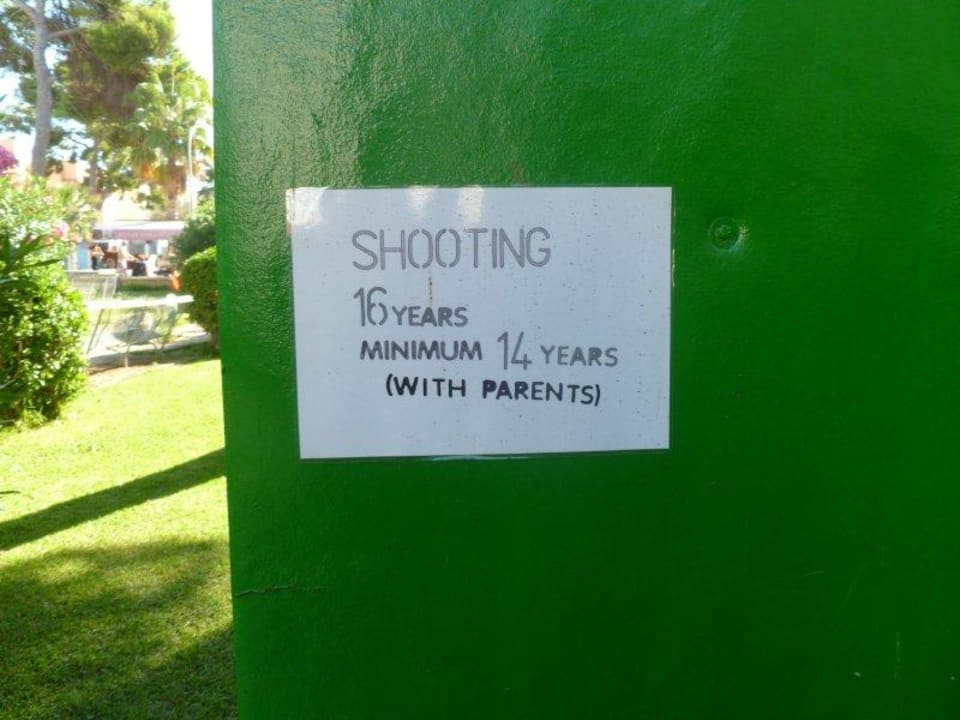 SHOOTING
16 YEARS
MINIMUM 14 YEARS
(WITH PARENTS)